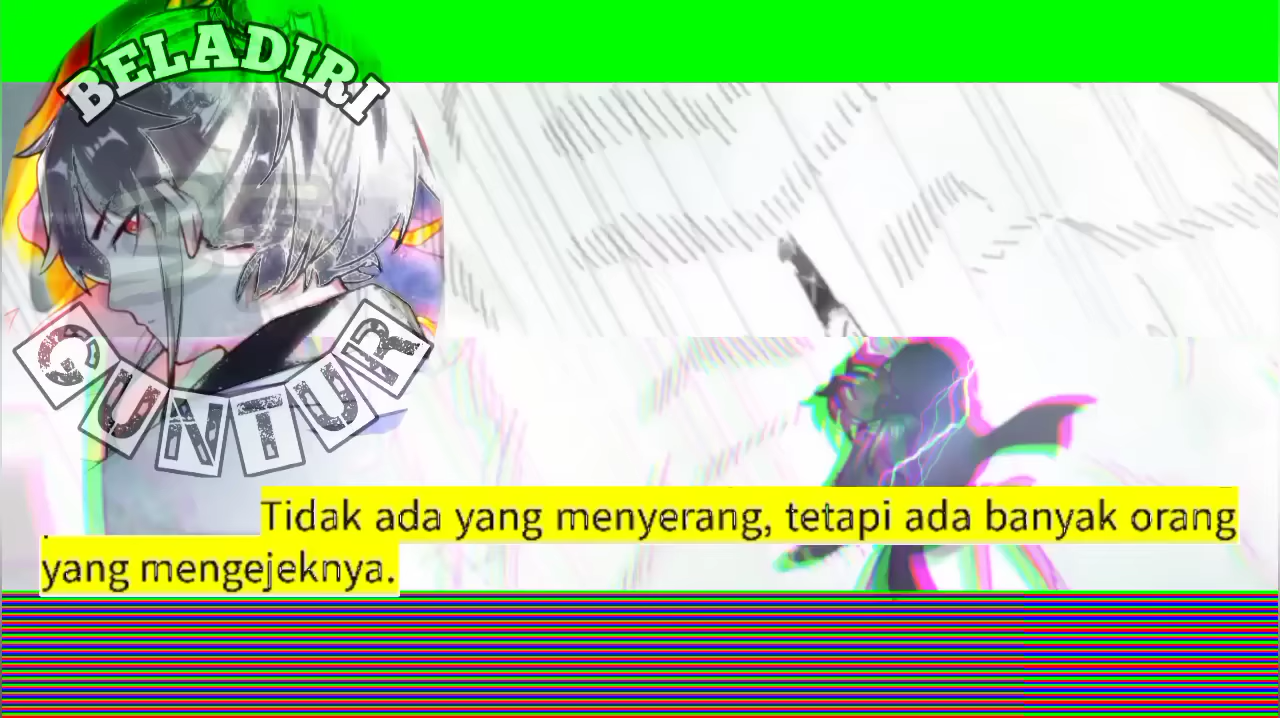 BELADIRI
GUNTUR
Tidak ada yang menyerang, tetapi ada banyak orang
yang mengejeknya.